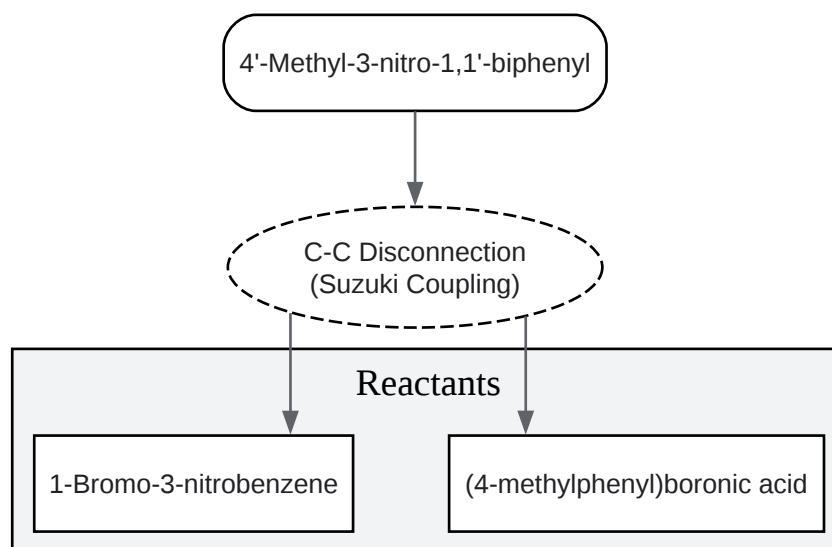 4'-Methyl-3-nitro-1,1'-biphenyl
C-C Disconnection
(Suzuki Coupling)
Reactants
1-Bromo-3-nitrobenzene
(4-methylphenyl)boronic acid